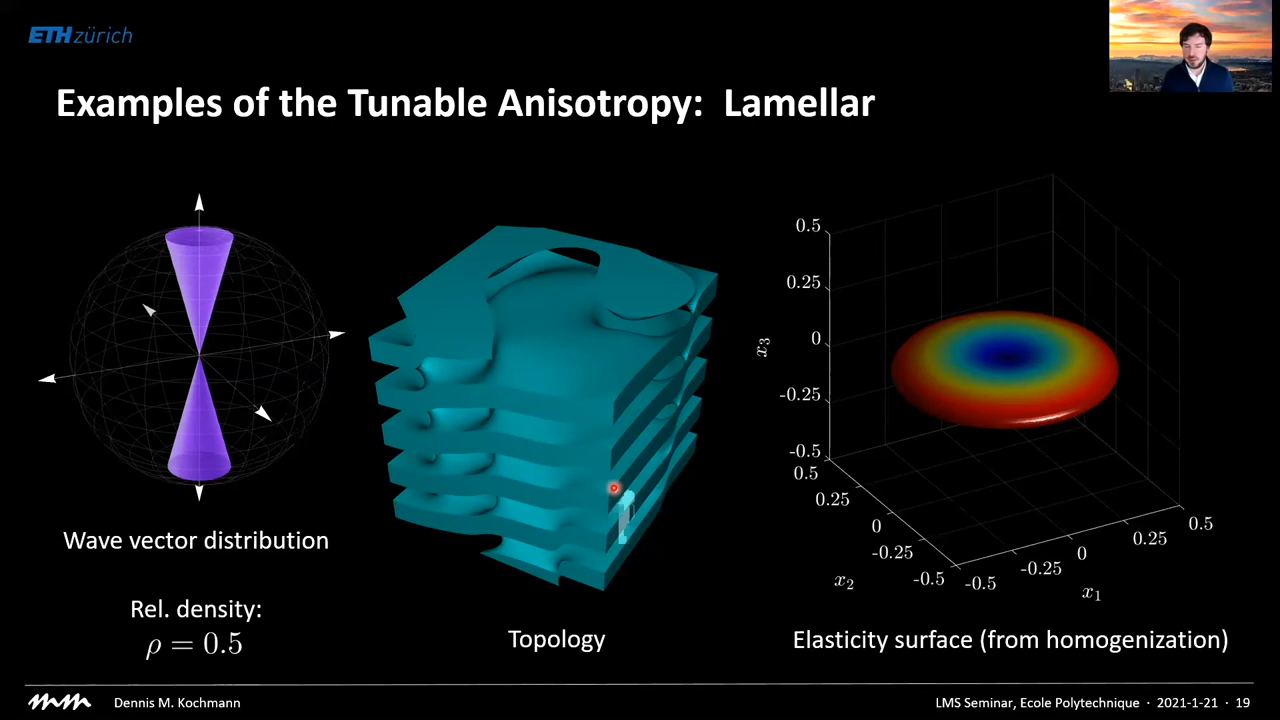 ETH zürich
Examples of the Tunable Anisotropy: Lamellar
Wave vector distribution
Rel. density:
ρ = 0.5
Topology
0.5
0.25
0
-0.25
-0.5
x₃
0.5
0.25
0
-0.25
-0.5
x₂
-0.5
-0.25
0
0.25
0.5
x₁
Elasticity surface (from homogenization)
Dennis M. Kochmann
LMS Seminar, Ecole Polytechnique · 2021-1-21 · 19